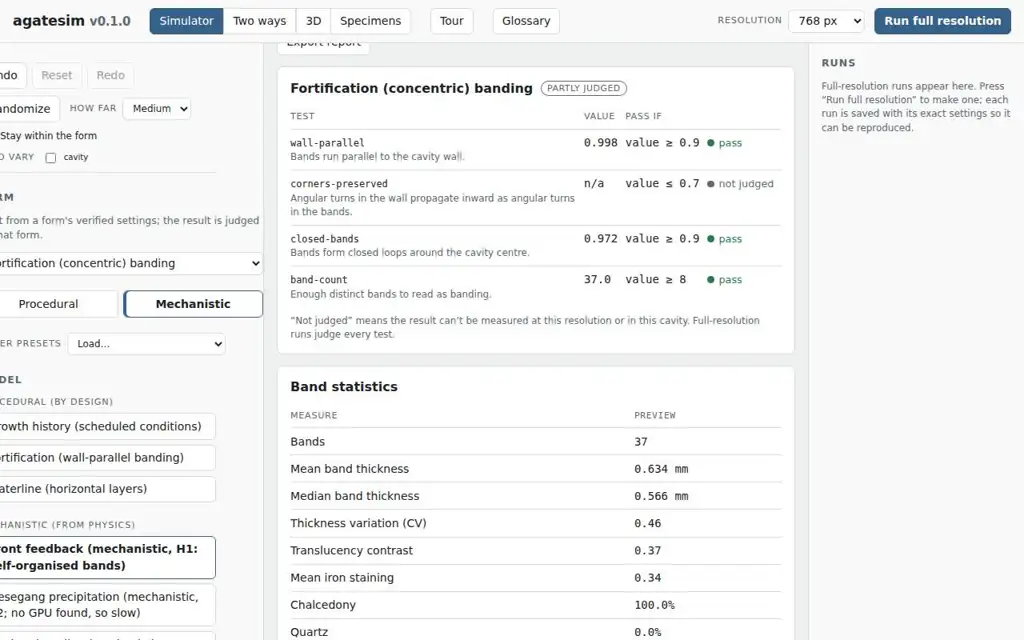 agatesim v0.1.0
Simulator Two ways 3D Specimens Tour Glossary RESOLUTION 768 px Run full resolution
ndo Reset Redo
andomize HOW FAR Medium
Stay within the form
O VARY cavity
RM
t from a form's verified settings; the result is judged
hat form.
rtification (concentric) banding
Procedural Mechanistic
ER PRESETS Load...
DEL
CEDURAL (BY DESIGN)
rowth history (scheduled conditions)
rtification (wall-parallel banding)
aterline (horizontal layers)
HANISTIC (FROM PHYSICS)
ont feedback (mechanistic, H1:
elf-organised bands)
esegang precipitation (mechanistic,
2; no GPU found, so slow)
Export report
Fortification (concentric) banding PARTLY JUDGED
TEST VALUE PASS IF
wall-parallel 0.998 value ≥ 0.9 pass
Bands run parallel to the cavity wall.
corners-preserved n/a value ≤ 0.7 not judged
Angular turns in the wall propagate inward as angular turns
in the bands.
closed-bands 0.972 value ≥ 0.9 pass
Bands form closed loops around the cavity centre.
band-count 37.0 value ≥ 8 pass
Enough distinct bands to read as banding.
“Not judged” means the result can’t be measured at this resolution or in this cavity. Full-resolution
runs judge every test.
Band statistics
MEASURE PREVIEW
Bands 37
Mean band thickness 0.634 mm
Median band thickness 0.566 mm
Thickness variation (CV) 0.46
Translucency contrast 0.37
Mean iron staining 0.34
Chalcedony 100.0%
Quartz 0.0%
RUNS
Full-resolution runs appear here. Press
“Run full resolution” to make one; each
run is saved with its exact settings so it
can be reproduced.